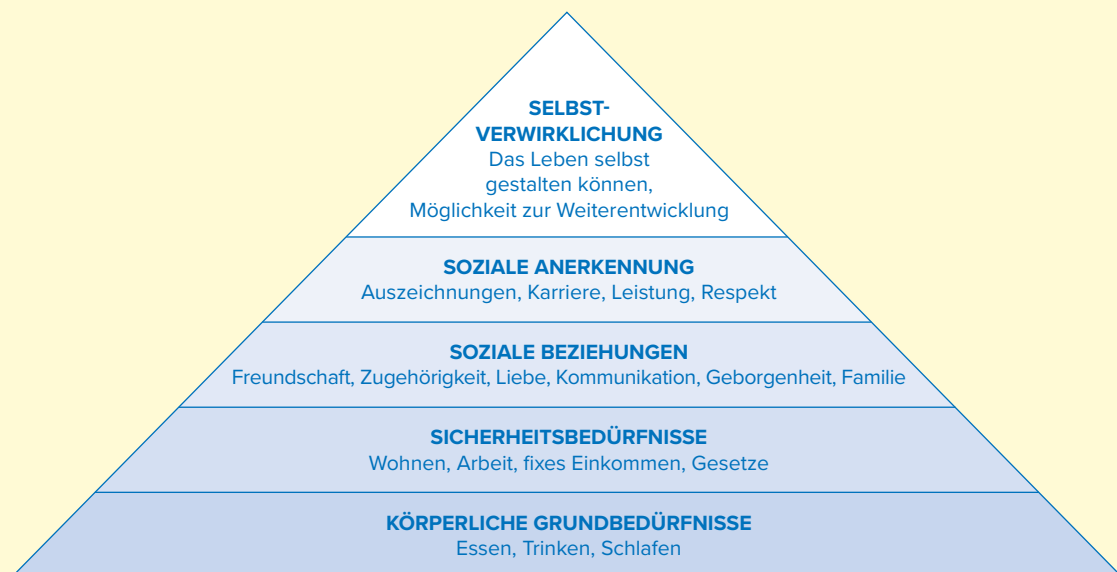 SELBST-
VERWIRKLICHUNG
Das Leben selbst
gestalten können,
Möglichkeit zur Weiterentwicklung
SOZIALE ANERKENNUNG
Auszeichnungen, Karriere, Leistung, Respekt
SOZIALE BEZIEHUNGEN
Freundschaft, Zugehörigkeit, Liebe, Kommunikation, Geborgenheit, Familie
SICHERHEITSBEDÜRFNISSE
Wohnen, Arbeit, fixes Einkommen, Gesetze
KÖRPERLICHE GRUNDBEDÜRFNISSE
Essen, Trinken, Schlafen